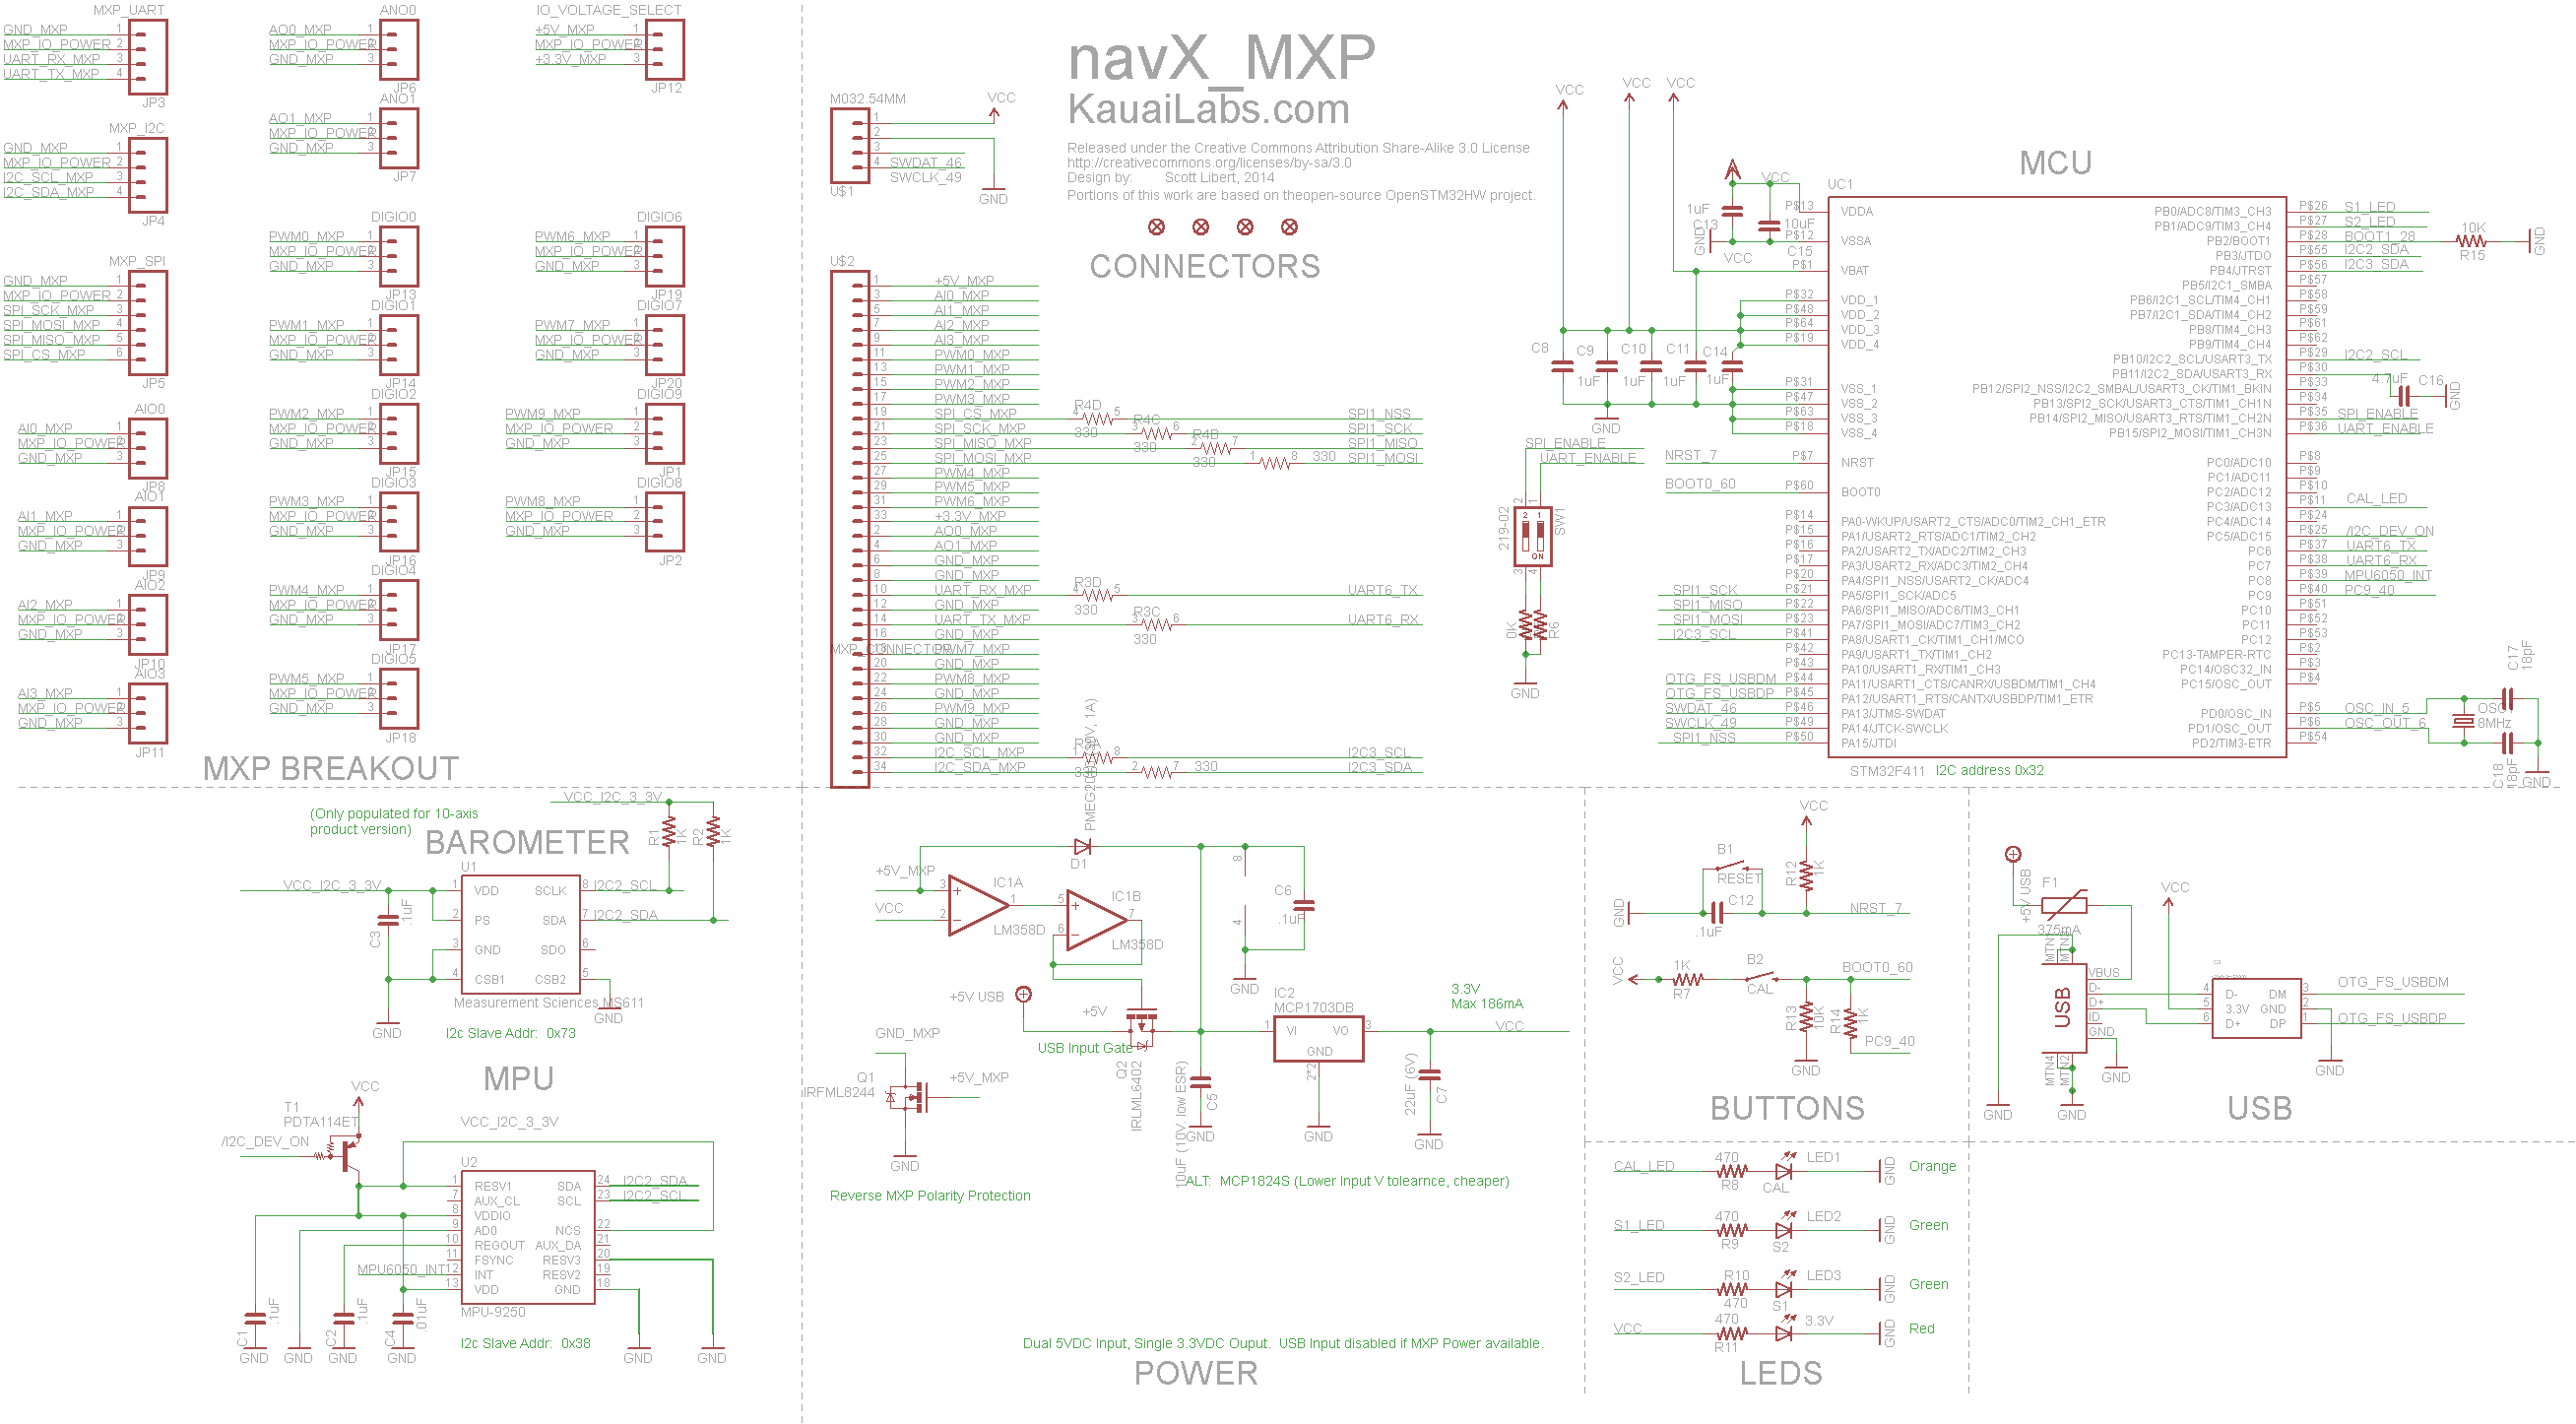 MXP_UART
GND_MXP 1
MXP_IO_POWER 2
UART_RX_MXP 3
UART_TX_MXP 4
JP3
MXP_I2C
GND_MXP 1
MXP_IO_POWER 2
I2C_SCL_MXP 3
I2C_SDA_MXP 4
JP4
MXP_SPI
GND_MXP 1
MXP_IO_POWER 2
SPI_SCK_MXP 3
SPI_MOSI_MXP 4
SPI_MISO_MXP 5
SPI_CS_MXP 6
JP5
AIO0
AI0_MXP 1
MXP_IO_POWER 2
GND_MXP 3
JP8
AIO1
AI1_MXP 1
MXP_IO_POWER 2
GND_MXP 3
JP9
AIO2
AI2_MXP 1
MXP_IO_POWER 2
GND_MXP 3
JP10
AIO3
AI3_MXP 1
MXP_IO_POWER 2
GND_MXP 3
JP11
ANO0
AO0_MXP 1
MXP_IO_POWER 2
GND_MXP 3
JP6
ANO1
AO1_MXP 1
MXP_IO_POWER 2
GND_MXP 3
JP7
DIGIO0
PWM0_MXP 1
MXP_IO_POWER 2
GND_MXP 3
JP13
DIGIO1
PWM1_MXP 1
MXP_IO_POWER 2
GND_MXP 3
JP14
DIGIO2
PWM2_MXP 1
MXP_IO_POWER 2
GND_MXP 3
JP15
DIGIO3
PWM3_MXP 1
MXP_IO_POWER 2
GND_MXP 3
JP16
DIGIO4
PWM4_MXP 1
MXP_IO_POWER 2
GND_MXP 3
JP17
DIGIO5
PWM5_MXP 1
MXP_IO_POWER 2
GND_MXP 3
JP18
IO_VOLTAGE_SELECT
+5V_MXP 1
MXP_IO_POWER 2
+3.3V_MXP 3
JP12
DIGIO6
PWM6_MXP 1
MXP_IO_POWER 2
GND_MXP 3
JP19
DIGIO7
PWM7_MXP 1
MXP_IO_POWER 2
GND_MXP 3
JP20
DIGIO9
PWM9_MXP 1
MXP_IO_POWER 2
GND_MXP 3
JP1
DIGIO8
PWM8_MXP 1
MXP_IO_POWER 2
GND_MXP 3
JP2
MXP BREAKOUT
navX_MXP
KauaiLabs.com
Released under the Creative Commons Attribution Share-Alike 3.0 License
http://creativecommons.org/licenses/by-sa/3.0
Design by: Scott Libert, 2014
Portions of this work are based on theopen-source OpenSTM32HW project.
M032.54MM
VCC
1
2
3
4 SWDAT_46
SWCLK_49
U$1
GND
CONNECTORS
U$2
1 +5V_MXP
3 AI0_MXP
5 AI1_MXP
7 AI2_MXP
9 AI3_MXP
11 PWM0_MXP
13 PWM1_MXP
15 PWM2_MXP
17 PWM3_MXP
19 SPI_CS_MXP 4 R4D 5 330 SPI1_NSS
21 SPI_SCK_MXP 3 R4C 6 330 SPI1_SCK
23 SPI_MISO_MXP 2 R4B 7 330 SPI1_MISO
25 SPI_MOSI_MXP 1 8 330 SPI1_MOSI
27 PWM4_MXP
29 PWM5_MXP
31 PWM6_MXP
33 +3.3V_MXP
2 AO0_MXP
4 AO1_MXP
6 GND_MXP
8 GND_MXP
10 UART_RX_MXP 4 R3D 5 330 UART6_TX
12 GND_MXP
14 UART_TX_MXP 3 R3C 6 330 UART6_RX
16 GND_MXP
MXP_CONNECTOR
18 PWM7_MXP
20 GND_MXP
22 PWM8_MXP
24 GND_MXP
26 PWM9_MXP
28 GND_MXP
30 GND_MXP
32 I2C_SCL_MXP 1 8 I2C3_SCL
34 I2C_SDA_MXP 2 7 330 I2C3_SDA
MCU
UC1
VCC
VCC
VCC
VCC
1uF
C13
10uF
C15
GND
VCC
C8
C9
1uF
C10
1uF
C11
1uF
C14
1uF
GND
P$13 VDDA
P$12 VSSA
P$1 VBAT
P$32 VDD_1
P$48 VDD_2
P$64 VDD_3
P$19 VDD_4
P$31 VSS_1
P$47 VSS_2
P$63 VSS_3
P$18 VSS_4
NRST_7 P$7 NRST
BOOT0_60 P$60 BOOT0
P$14 PA0-WKUP/USART2_CTS/ADC0/TIM2_CH1_ETR
P$15 PA1/USART2_RTS/ADC1/TIM2_CH2
P$16 PA2/USART2_TX/ADC2/TIM2_CH3
P$17 PA3/USART2_RX/ADC3/TIM2_CH4
P$20 PA4/SPI1_NSS/USART2_CK/ADC4
SPI1_SCK P$21 PA5/SPI1_SCK/ADC5
SPI1_MISO P$22 PA6/SPI1_MISO/ADC6/TIM3_CH1
SPI1_MOSI P$23 PA7/SPI1_MOSI/ADC7/TIM3_CH2
I2C3_SCL P$41 PA8/USART1_CK/TIM1_CH1/MCO
P$42 PA9/USART1_TX/TIM1_CH2
P$43 PA10/USART1_RX/TIM1_CH3
OTG_FS_USBDM P$44 PA11/USART1_CTS/CANRX/USBDM/TIM1_CH4
OTG_FS_USBDP P$45 PA12/USART1_RTS/CANTX/USBDP/TIM1_ETR
SWDAT_46 P$46 PA13/JTMS-SWDAT
SWCLK_49 P$49 PA14/JTCK-SWCLK
SPI1_NSS P$50 PA15/JTDI
PB0/ADC8/TIM3_CH3 P$26 S1_LED
PB1/ADC9/TIM3_CH4 P$27 S2_LED
PB2/BOOT1 P$28 BOOT1_28 10K R15 GND
PB3/JTDO P$55 I2C2_SDA
PB4/JTRST P$56 I2C3_SDA
PB5/I2C1_SMBA P$57
PB6/I2C1_SCL/TIM4_CH1 P$58
PB7/I2C1_SDA/TIM4_CH2 P$59
PB8/TIM4_CH3 P$61
PB9/TIM4_CH4 P$62
PB10/I2C2_SCL/USART3_TX P$29 I2C2_SCL
PB11/I2C2_SDA/USART3_RX P$30 4.7uF C16 GND
PB12/SPI2_NSS/I2C2_SMBAL/USART3_CK/TIM1_BKIN P$33
PB13/SPI2_SCK/USART3_CTS/TIM1_CH1N P$34
PB14/SPI2_MISO/USART3_RTS/TIM1_CH2N P$35 SPI_ENABLE
PB15/SPI2_MOSI/TIM1_CH3N P$36 UART_ENABLE
PC0/ADC10 P$8
PC1/ADC11 P$9
PC2/ADC12 P$10
PC3/ADC13 P$11 CAL_LED
PC4/ADC14 P$24
PC5/ADC15 P$25 /I2C_DEV_ON
PC6 P$37 UART6_TX
PC7 P$38 UART6_RX
PC8 P$39 MPU6050_INT
PC9 P$40 PC9_40
PC10 P$51
PC11 P$52
PC12 P$53
PC13-TAMPER-RTC P$2
PC14/OSC32_IN P$3
PC15/OSC_OUT P$4
PD0/OSC_IN P$5 OSC_IN_5
PD1/OSC_OUT P$6 OSC_OUT_6
PD2/TIM3-ETR P$54
8MHz
C17
18pF
C18
18pF
GND
STM32F411 I2C address 0x32
SPI_ENABLE
UART_ENABLE
219-02
2 1
2 1
ON
SW1
3 4
0K
R6
GND
(Only populated for 10-axis
product version)
BAROMETER
VCC_I2C_3_3V
R1
1K
R2
1K
U1
VCC_I2C_3_3V
1 VDD SCLK 8 I2C2_SCL
2 PS SDA 7 I2C2_SDA
3 GND SDO 6
4 CSB1 CSB2 5
C3
.1uF
Measurement Sciences MS611
GND
GND
I2c Slave Addr: 0x73
MPU
VCC
T1
PDTA114ET
/I2C_DEV_ON
VCC_I2C_3_3V
U2
1 RESV1 SDA 24 I2C2_SDA
7 AUX_CL SCL 23 I2C2_SCL
8 VDDIO
9 AD0 NCS 22
10 REGOUT AUX_DA 21
11 FSYNC RESV3 20
MPU6050_INT 12 INT RESV2 19
13 VDD GND 18
MPU-9250
C1
.1uF
C2
.1uF
C4
.01uF
GND
GND
GND
GND
GND
GND
I2c Slave Addr: 0x38
D1
+5V_MXP
VCC
3
2
1
IC1A
LM358D
5
6
7
IC1B
LM358D
8
4
C6
.1uF
GND
+5V USB
+5V
USB Input Gate
Q2
IRLML6402
GND_MXP
Q1
IRFML8244
+5V_MXP
GND
Reverse MXP Polarity Protection
10uF (10V. low ESR)
C5
GND
IC2
MCP1703DB
1 VI VO 3
GND
2*2
GND
3.3V
Max 186mA
VCC
22uF (6V)
C7
GND
ALT: MCP1824S (Lower Input V tolearnce, cheaper)
Dual 5VDC Input, Single 3.3VDC Ouput. USB Input disabled if MXP Power available.
POWER
VCC
B1
RESET
R12
1K
GND
C12
.1uF
NRST_7
VCC
1K
R7
B2
CAL
BOOT0_60
R13
10K
R14
1K
PC9_40
GND
BUTTONS
CAL_LED 470 R8 CAL LED1 GND Orange
S1_LED 470 R9 S2 LED2 GND Green
S2_LED R10 470 S1 LED3 GND Green
VCC 470 R11 3.3V GND Red
LEDS
+5V USB
F1
375mA
VCC
MTN4
MTN2
USB
VBUS
D-
D+
ID
GND
GND
GND
GND
4 D- DM 3
5 3.3V GND 2
6 D+ DP 1
OTG_FS_USBDM
OTG_FS_USBDP
GND
USB